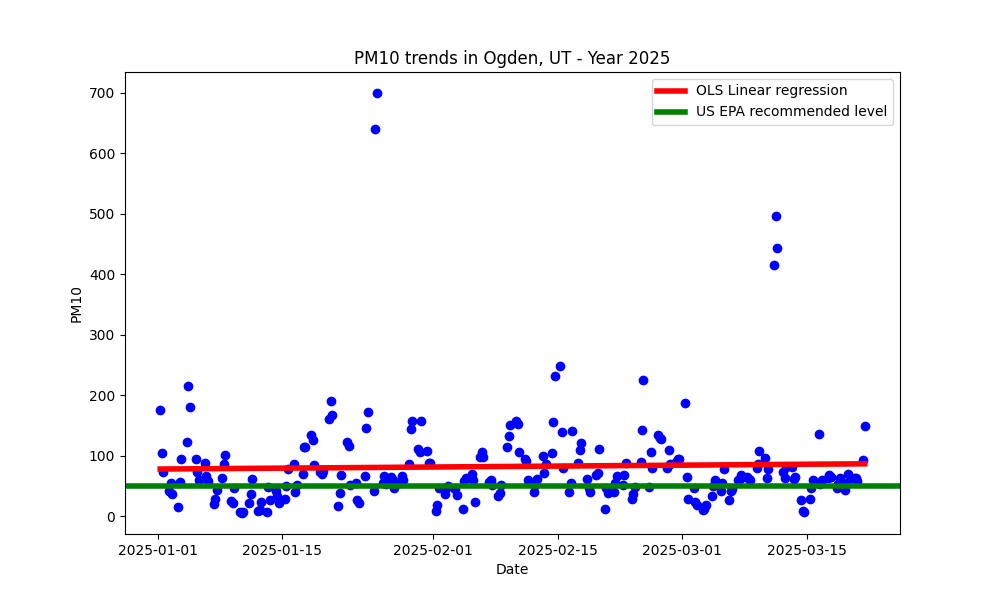 PM10 trends in Ogden, UT - Year 2025
OLS Linear regression
US EPA recommended level
700
600
500
400
300
200
100
0
PM10
2025-01-01
2025-01-15
2025-02-01
2025-02-15
2025-03-01
2025-03-15
Date